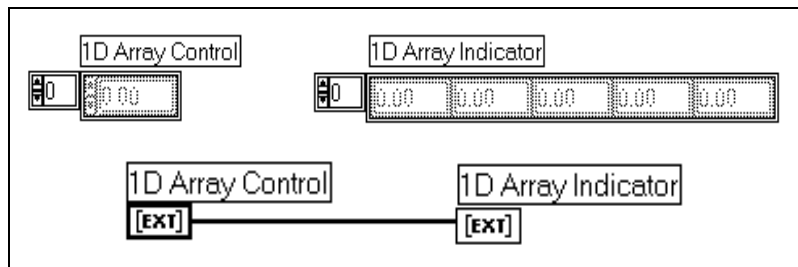 1D Array Control 1D Array Indicator
0 0.00 0 0.00 0.00 0.00 0.00 0.00
1D Array Control 1D Array Indicator
[EXT] [EXT]